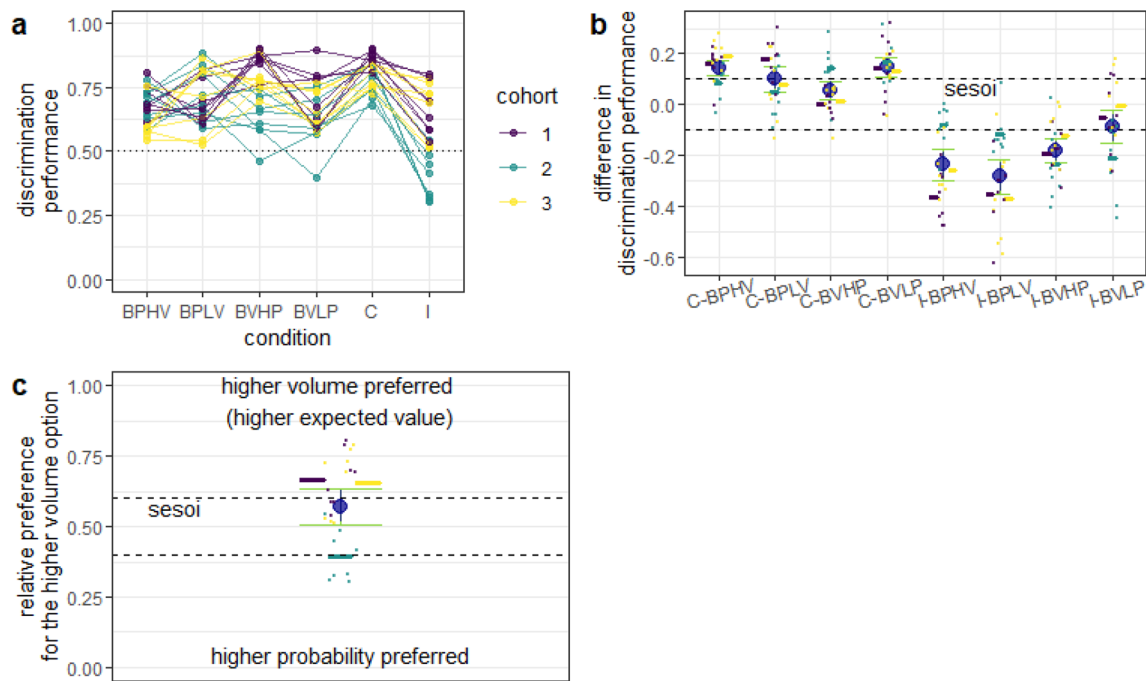 a
1.00
0.75
0.50
0.25
0.00
discrimination
performance
BPHV BPLV BVHP BVLP C I
condition
cohort
1
2
3
b
0.2
0.0
-0.2
-0.4
-0.6
difference in
discrimination performance
sesoi
C-BPHV C-BPLV C-BVHP C-BVLP I-BPHV I-BPLV I-BVHP I-BVLP
c
1.00
0.75
0.50
0.25
0.00
relative preference
for the higher volume option
higher volume preferred
(higher expected value)
sesoi
higher probability preferred